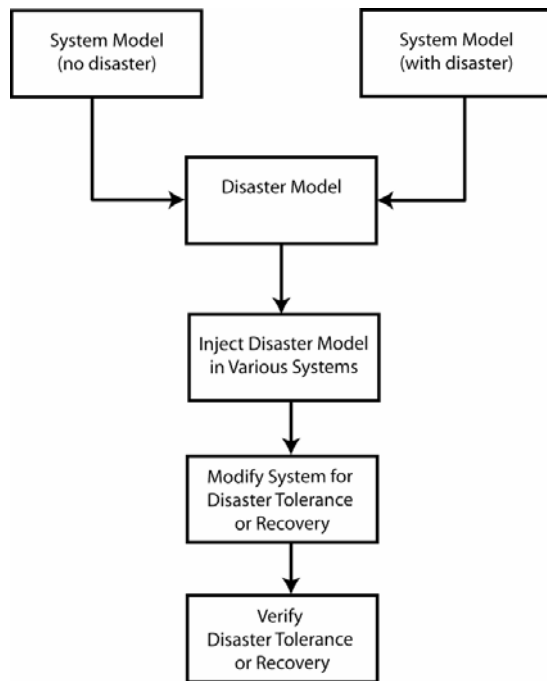 System Model
(no disaster)
System Model
(with disaster)
Disaster Model
Inject Disaster Model
in Various Systems
Modify System for
Disaster Tolerance
or Recovery
Verify
Disaster Tolerance
or Recovery